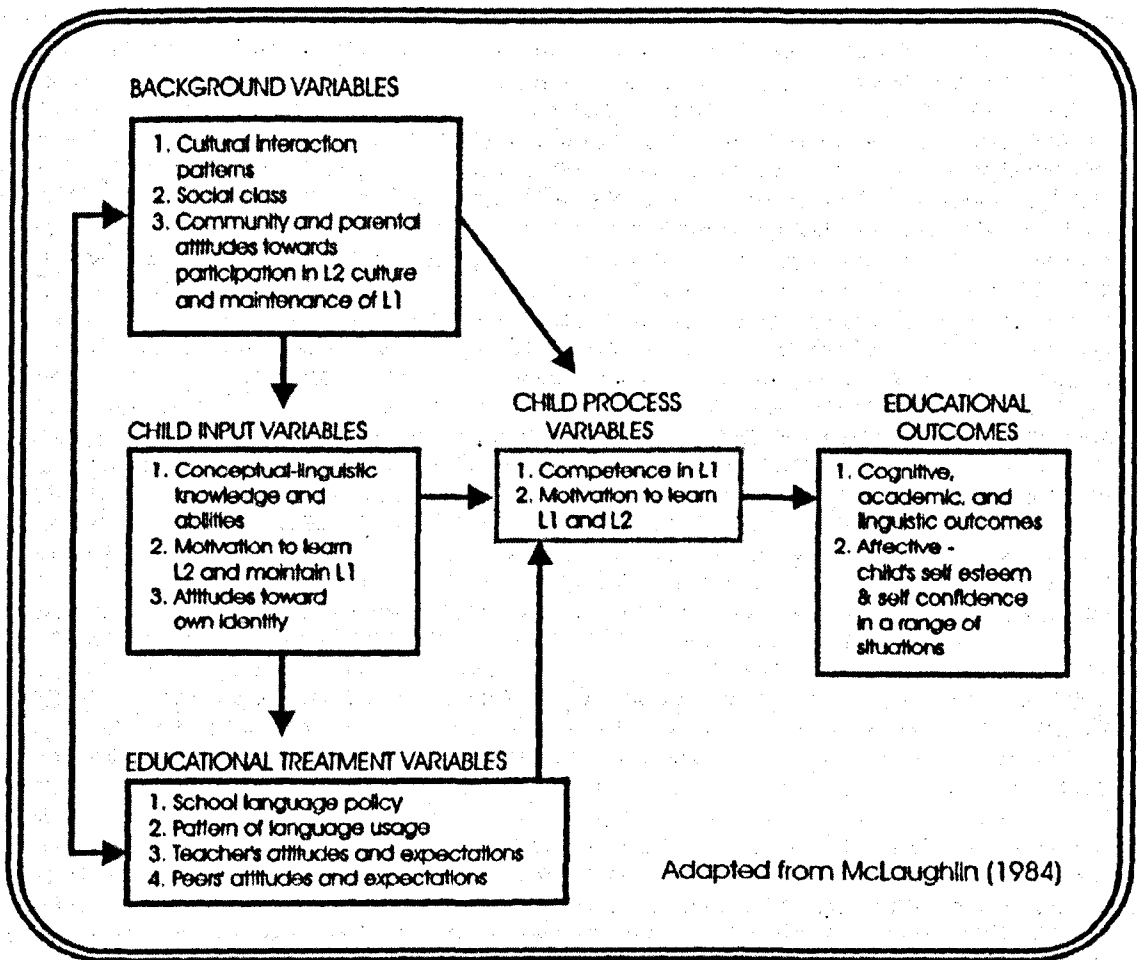 BACKGROUND VARIABLES
1. Cultural interaction
patterns
2. Social class
3. Community and parental
attitudes towards
participation in L2 culture
and maintenance of L1
CHILD INPUT VARIABLES
1. Conceptual-linguistic
knowledge and
abilities
2. Motivation to learn
L2 and maintain L1
3. Attitudes toward
own identity
CHILD PROCESS
VARIABLES
1. Competence in L1
2. Motivation to learn
L1 and L2
EDUCATIONAL
OUTCOMES
1. Cognitive,
academic, and
linguistic outcomes
2. Affective -
child's self esteem
& self confidence
in a range of
situations
EDUCATIONAL TREATMENT VARIABLES
1. School language policy
2. Pattern of language usage
3. Teacher's attitudes and expectations
4. Peers' attitudes and expectations
Adapted from McLaughlin (1984)